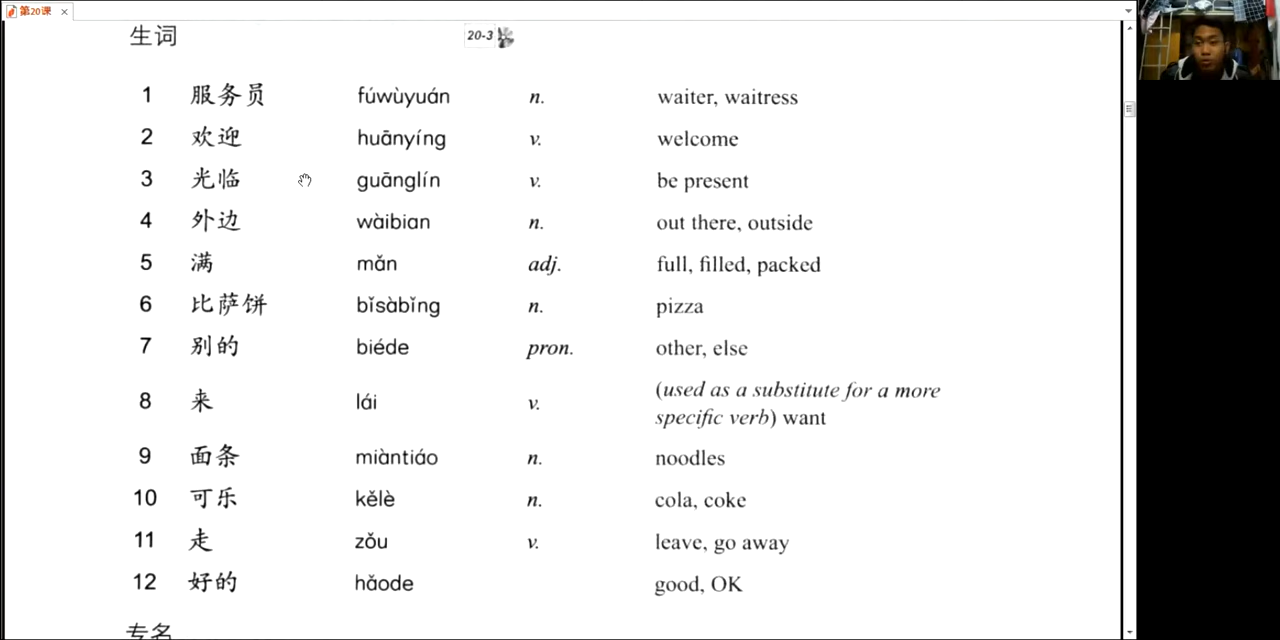 第20课
生词 20-3
1 服务员 fúwùyuán n. waiter, waitress
2 欢迎 huānyíng v. welcome
3 光临 guānglín v. be present
4 外边 wàibian n. out there, outside
5 满 mǎn adj. full, filled, packed
6 比萨饼 bǐsàbǐng n. pizza
7 别的 biéde pron. other, else
8 来 lái v. (used as a substitute for a more
specific verb) want
9 面条 miàntiáo n. noodles
10 可乐 kělè n. cola, coke
11 走 zǒu v. leave, go away
12 好的 hǎode good, OK
专名